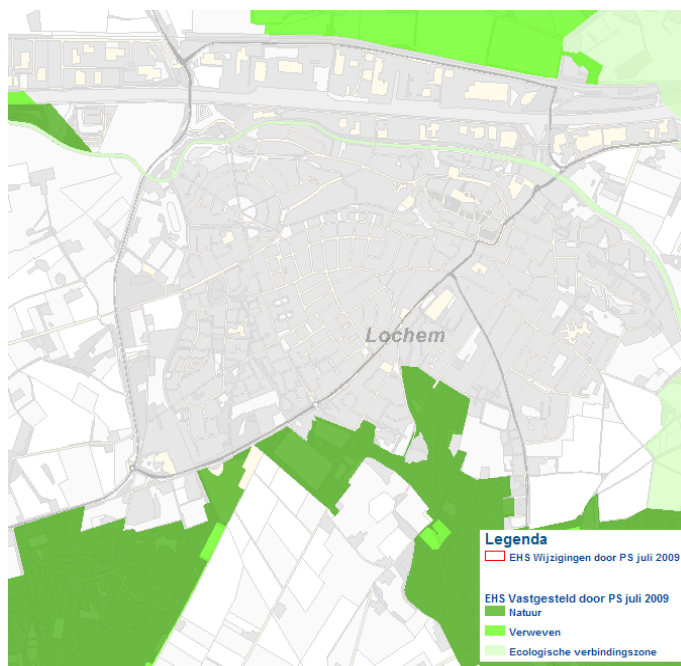 Lochem
Legenda
EHS Wijzigingen door PS juli 2009
EHS Vastgesteld door PS juli 2009
Natuur
Verweven
Ecologische verbindingszone